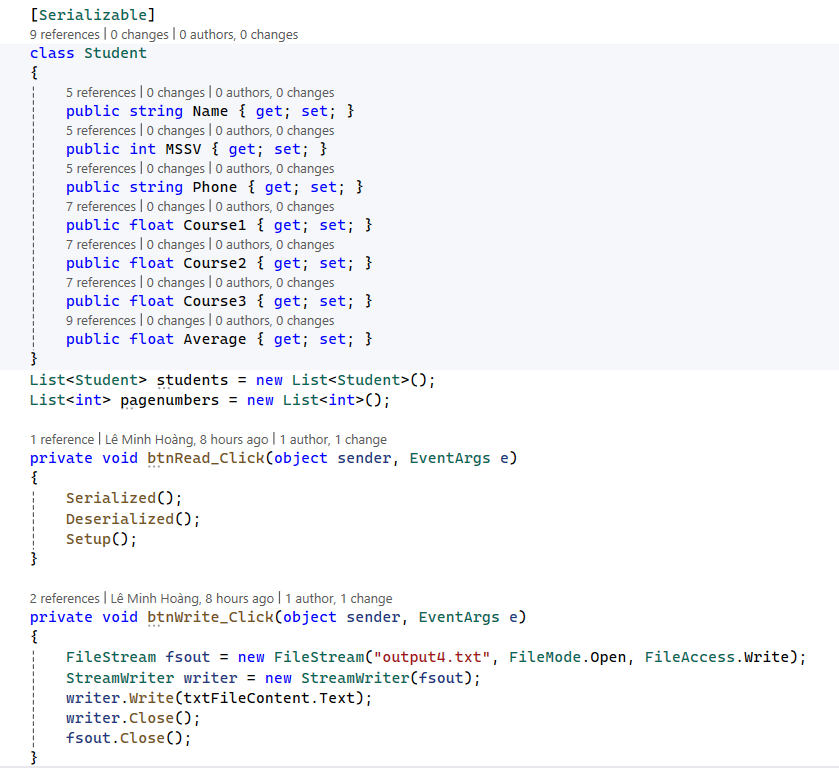 [Serializable]
9 references | 0 changes | 0 authors, 0 changes
class Student
{
5 references | 0 changes | 0 authors, 0 changes
public string Name { get; set; }
5 references | 0 changes | 0 authors, 0 changes
public int MSSV { get; set; }
5 references | 0 changes | 0 authors, 0 changes
public string Phone { get; set; }
7 references | 0 changes | 0 authors, 0 changes
public float Course1 { get; set; }
7 references | 0 changes | 0 authors, 0 changes
public float Course2 { get; set; }
7 references | 0 changes | 0 authors, 0 changes
public float Course3 { get; set; }
9 references | 0 changes | 0 authors, 0 changes
public float Average { get; set; }
}
List<Student> students = new List<Student>();
List<int> pagenumbers = new List<int>();
1 reference | Lê Minh Hoàng, 8 hours ago | 1 author, 1 change
private void btnRead_Click(object sender, EventArgs e)
{
Serialized();
Deserialized();
Setup();
}
2 references | Lê Minh Hoàng, 8 hours ago | 1 author, 1 change
private void btnWrite_Click(object sender, EventArgs e)
{
FileStream fsout = new FileStream("output4.txt", FileMode.Open, FileAccess.Write);
StreamWriter writer = new StreamWriter(fsout);
writer.Write(txtFileContent.Text);
writer.Close();
fsout.Close();
}